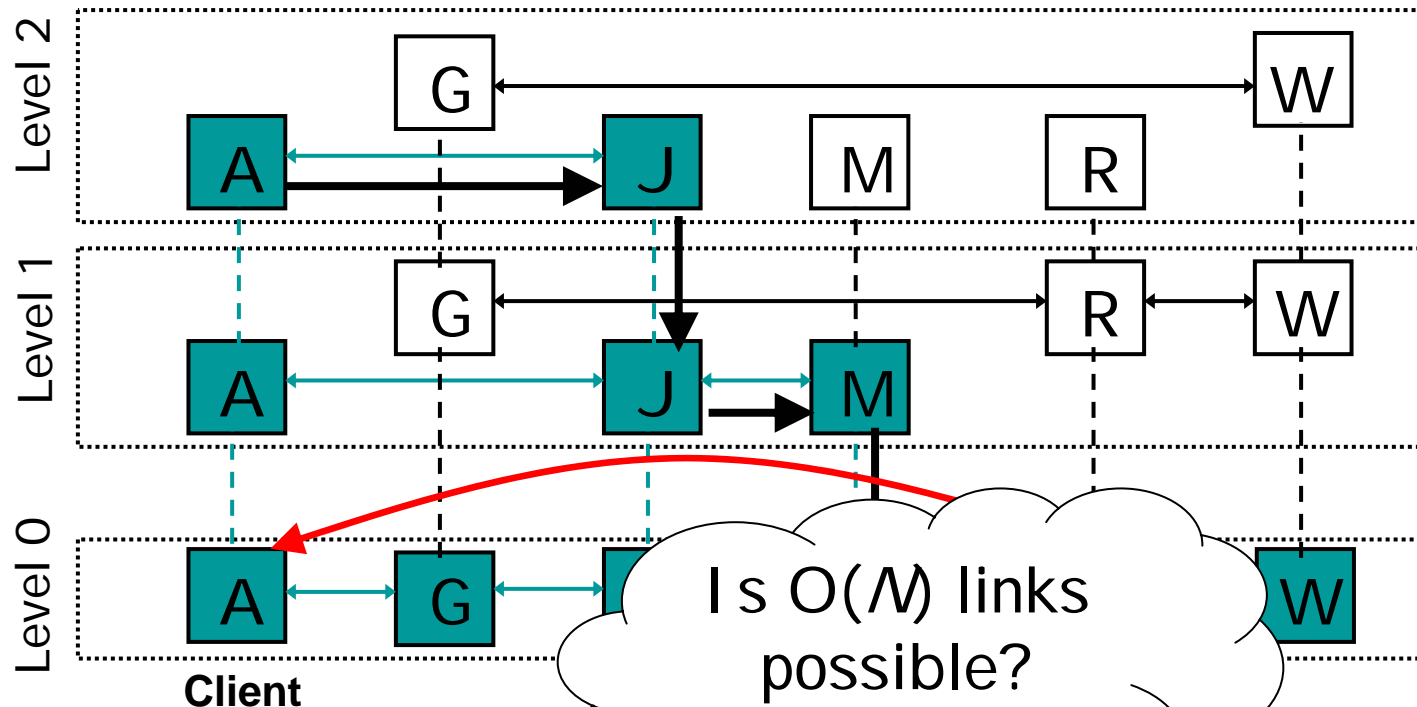 Level 2
G W
A J M R
Level 1
G R W
A J M
Level 0
A G W
Is O(N) links
possible?
Client